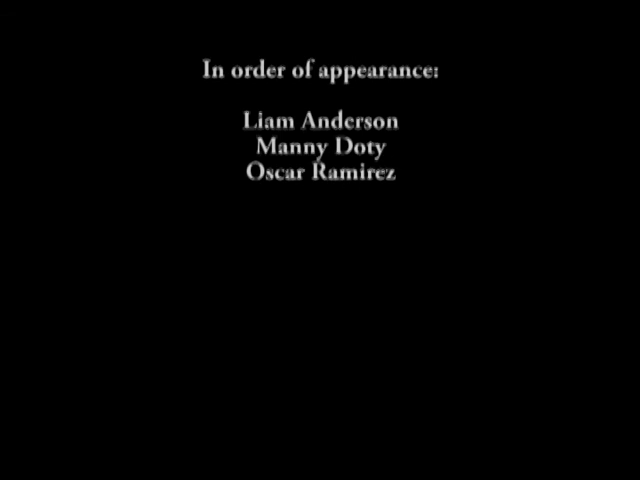 In order of appearance:
Liam Anderson
Manny Doty
Oscar Ramirez